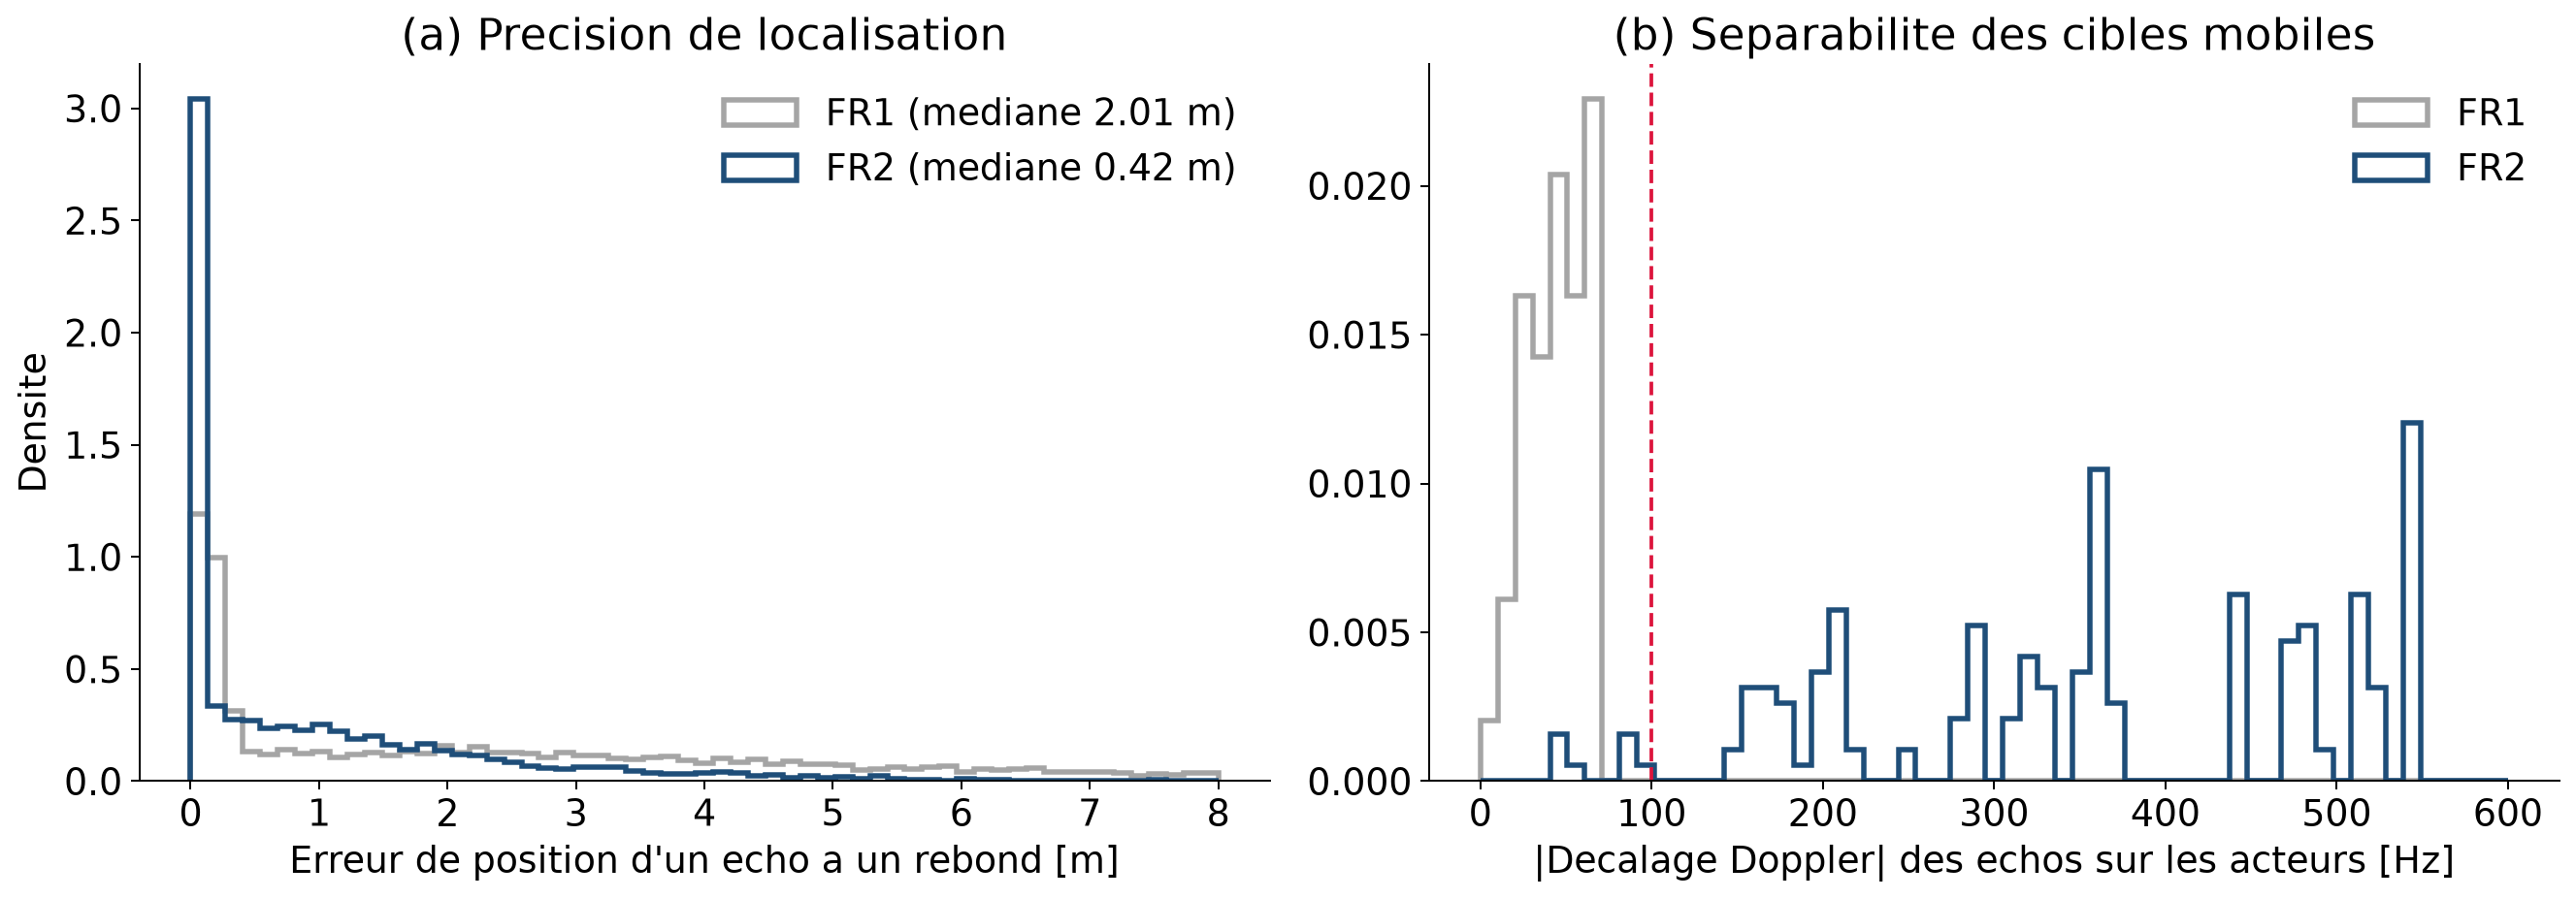 (a) Precision de localisation
FR1 (mediane 2.01 m)
FR2 (mediane 0.42 m)
Densite
3.0
2.5
2.0
1.5
1.0
0.5
0.0
0 1 2 3 4 5 6 7 8
Erreur de position d'un echo a un rebond [m]
(b) Separabilite des cibles mobiles
FR1
FR2
0.020
0.015
0.010
0.005
0.000
0 100 200 300 400 500 600
|Decalage Doppler| des echos sur les acteurs [Hz]